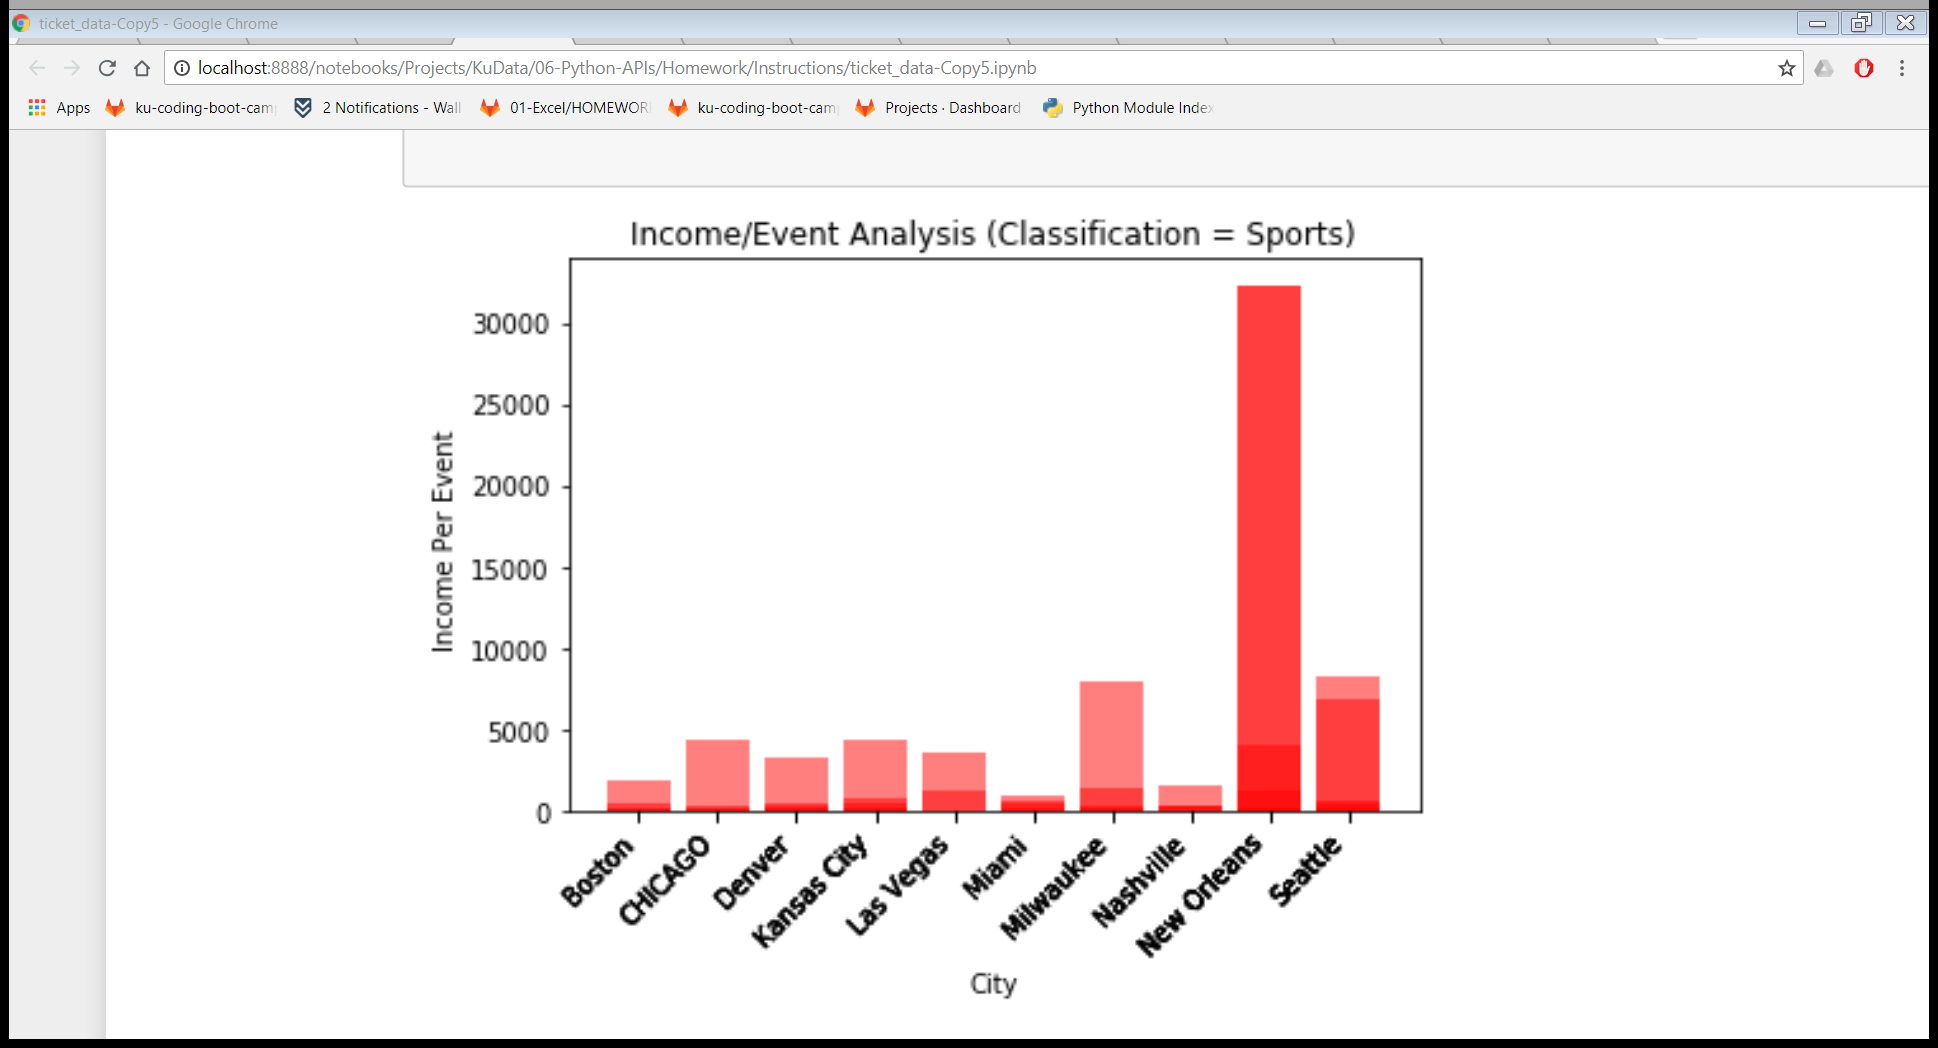 ticket_data-Copy5 - Google Chrome
localhost:8888/notebooks/Projects/KuData/06-Python-APIs/Homework/Instructions/ticket_data-Copy5.ipynb
Apps ku-coding-boot-cam 2 Notifications - Wall 01-Excel/HOMEWOR ku-coding-boot-cam Projects · Dashboard Python Module Index
Income/Event Analysis (Classification = Sports)
30000
25000
20000
15000
10000
5000
0
Income Per Event
Boston
CHICAGO
Denver
Kansas City
Las Vegas
Miami
Milwaukee
Nashville
New Orleans
Seattle
City